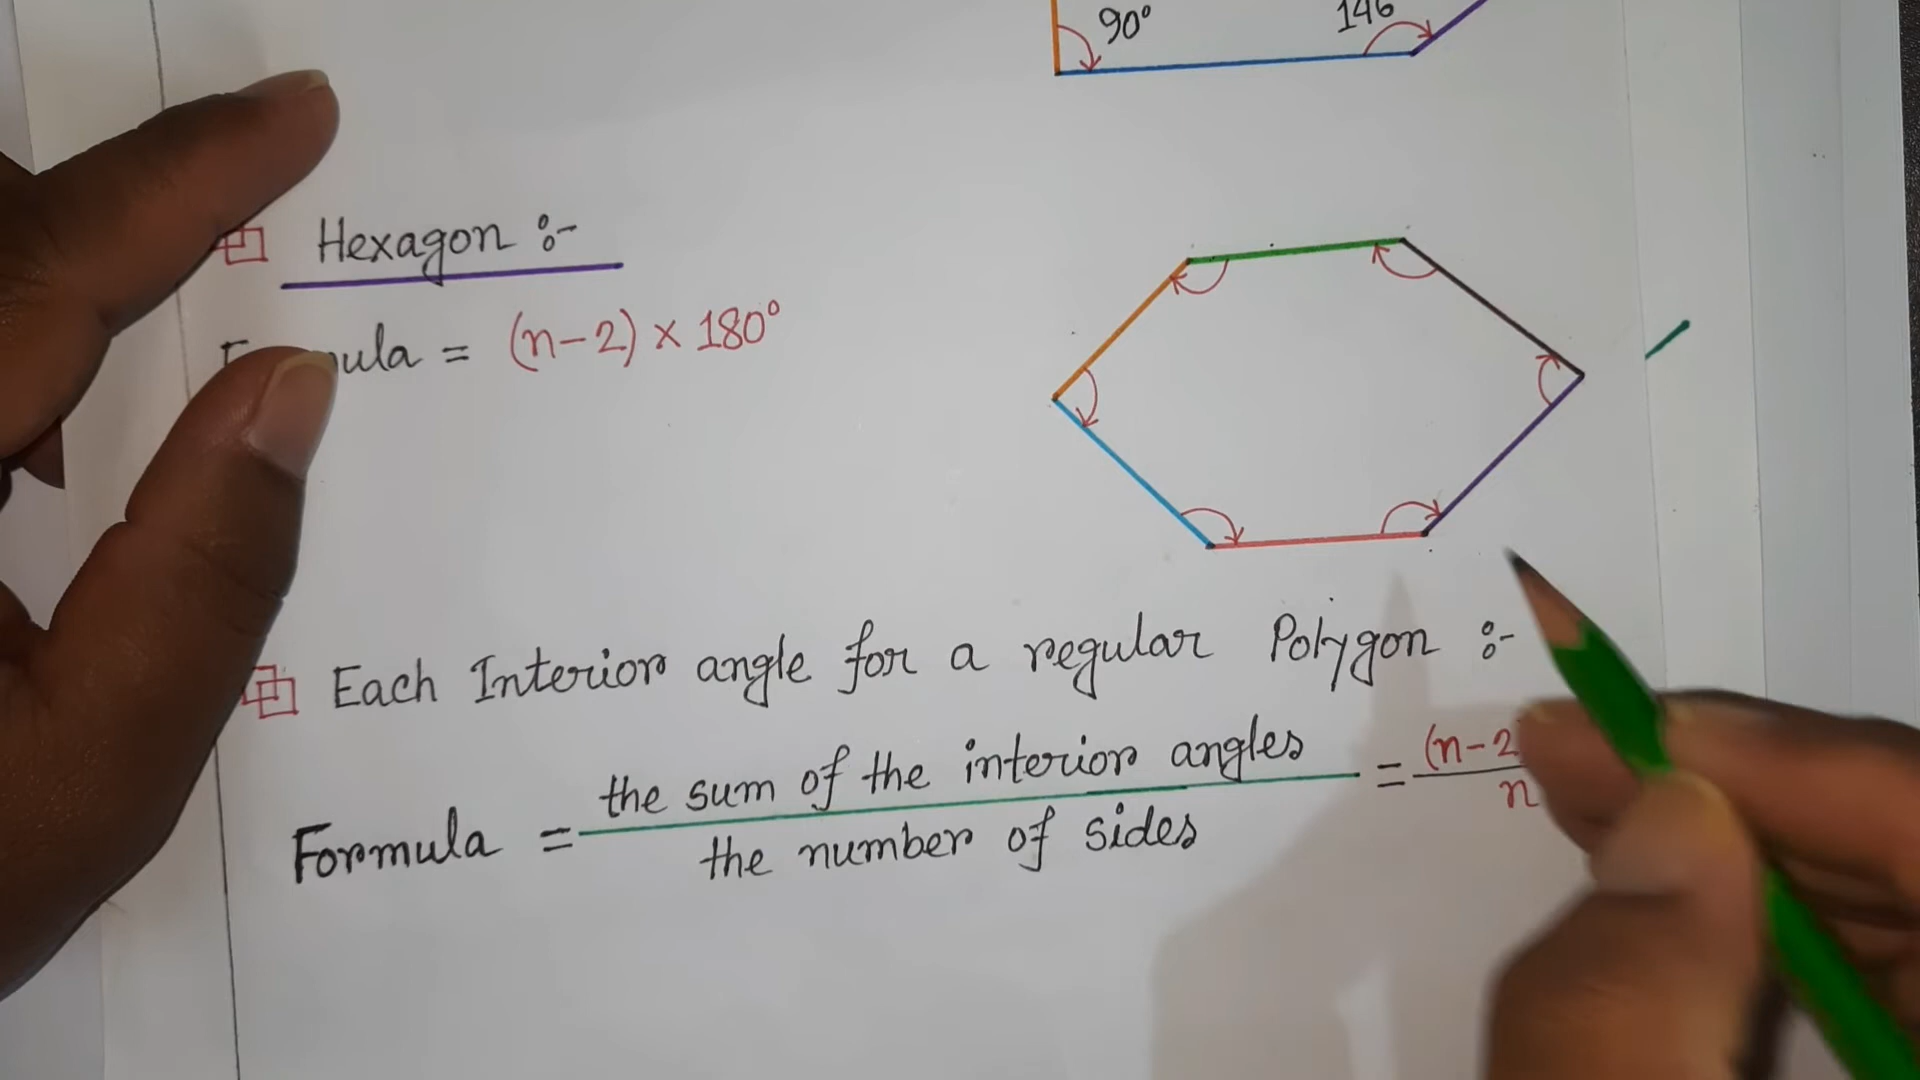 90° 146
Hexagon :-
ula = (n-2) × 180°
Each Interior angle for a regular Polygon :-
Formula = the sum of the interior angles = (n-2
the number of sides n